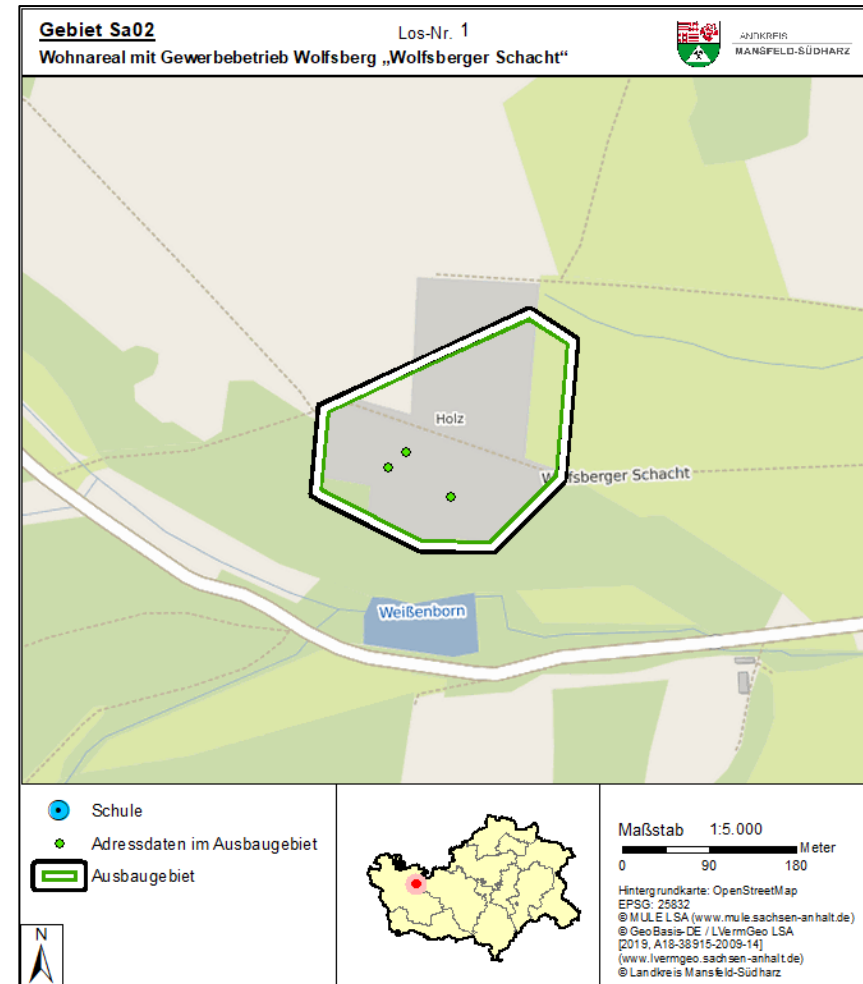 Gebiet Sa02 Los-Nr. 1
Wohnareal mit Gewerbebetrieb Wolfsberg „Wolfsberger Schacht“
ANDKREIS
MANSFELD-SÜDHARZ
Holz
W fsberger Schacht
Weißenborn
Schule
Adressdaten im Ausbaugebiet
Ausbaugebiet
N
Maßstab 1:5.000
Meter
0 90 180
Hintergrundkarte: OpenStreetMap
EPSG: 25832
© MULE LSA (www.mule.sachsen-anhalt.de)
© GeoBasis-DE / LVermGeo LSA
[2019, A18-38915-2009-14]
(www.lvermgeo.sachsen-anhalt.de)
© Landkreis Mansfeld-Südharz